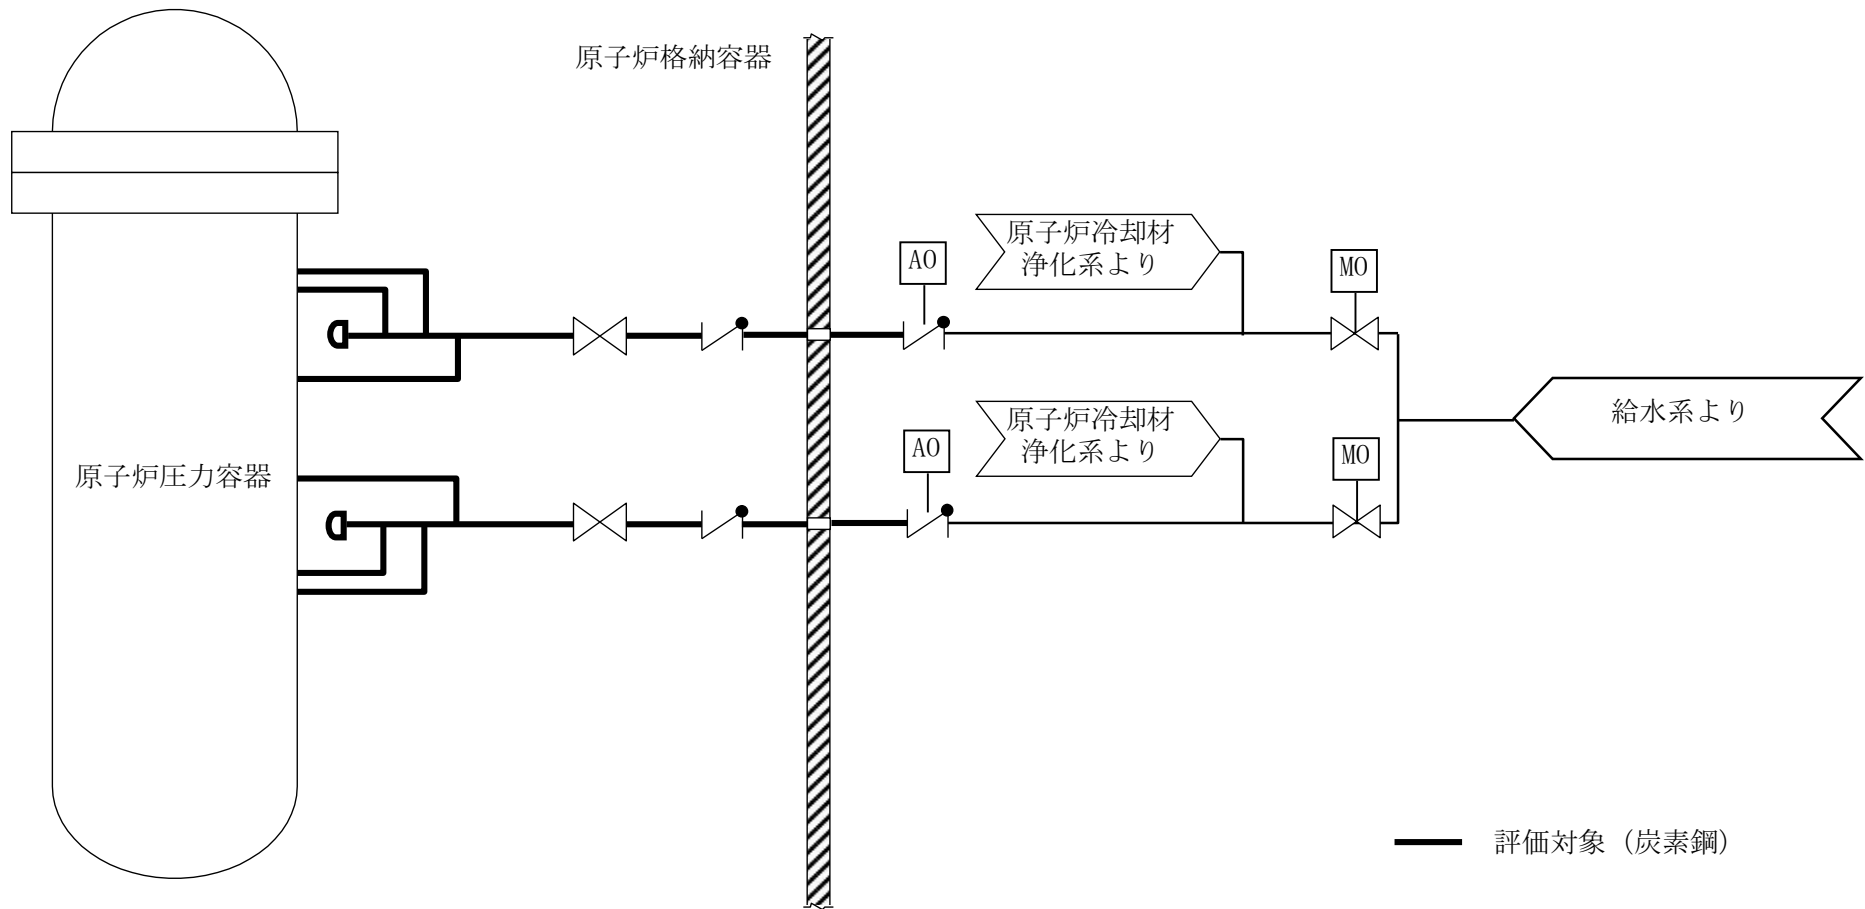 原子炉格納容器
原子炉冷却材
浄化系より
AO
MO
給水系より
原子炉冷却材
浄化系より
AO
MO
原子炉圧力容器
評価対象（炭素鋼）